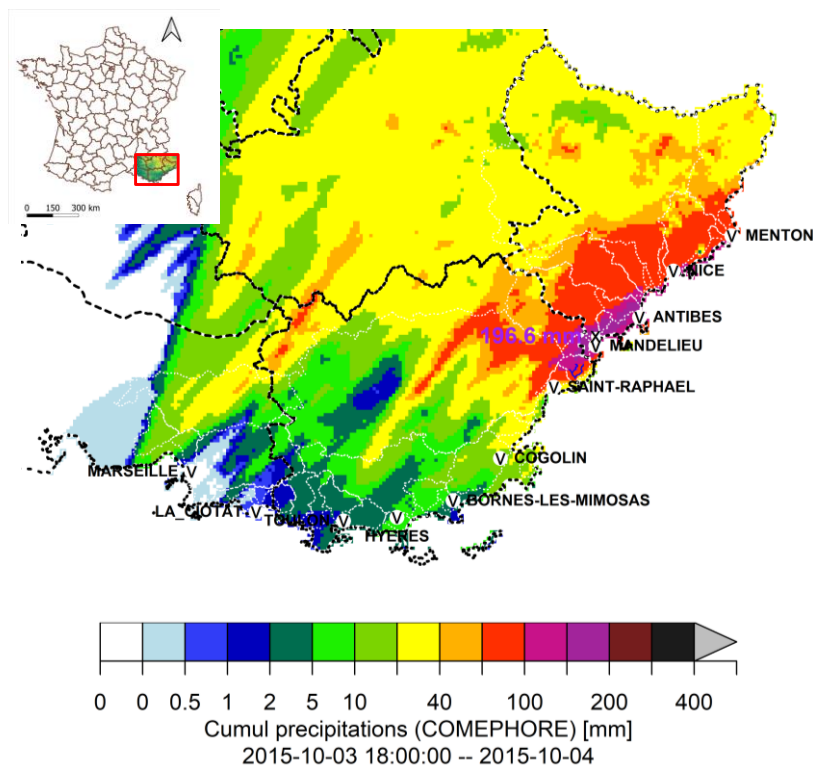 0 150 300 km
MENTON
NICE
ANTIBES
196.6 mm
MANDELIEU
SAINT-RAPHAEL
COGOLIN
MARSEILLE
BORNES-LES-MIMOSAS
LA_CIOTAT
TOULON
HYERES
0 0 0.5 1 2 5 10 40 100 200 400
Cumul precipitations (COMEPHORE) [mm]
2015-10-03 18:00:00 -- 2015-10-04